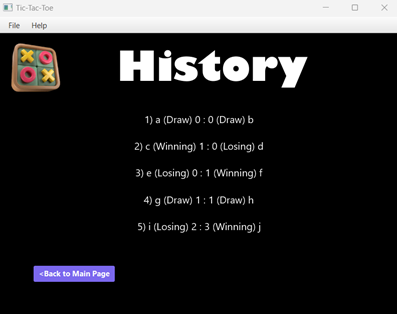 Tic-Tac-Toe
File Help
History
1) a (Draw) 0 : 0 (Draw) b
2) c (Winning) 1 : 0 (Losing) d
3) e (Losing) 0 : 1 (Winning) f
4) g (Draw) 1 : 1 (Draw) h
5) i (Losing) 2 : 3 (Winning) j
<Back to Main Page